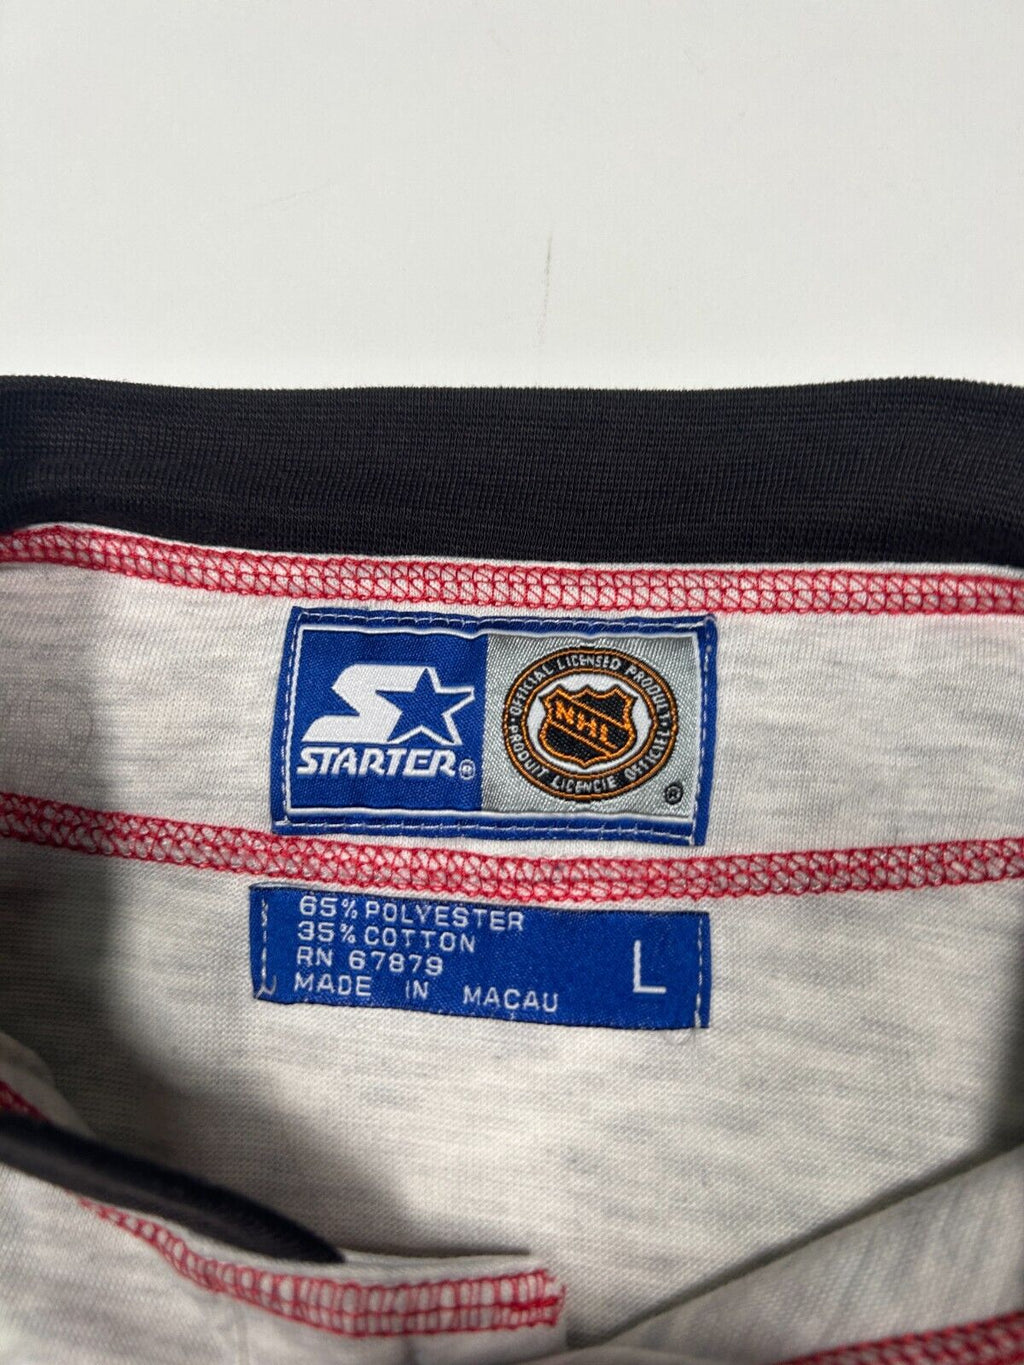 STARTER®
OFFICIAL LICENSED PRODUCT
NHL
PRODUIT LICENCIE OFFICIEL
®
65% POLYESTER
35% COTTON
RN 67879
MADE IN MACAU
L